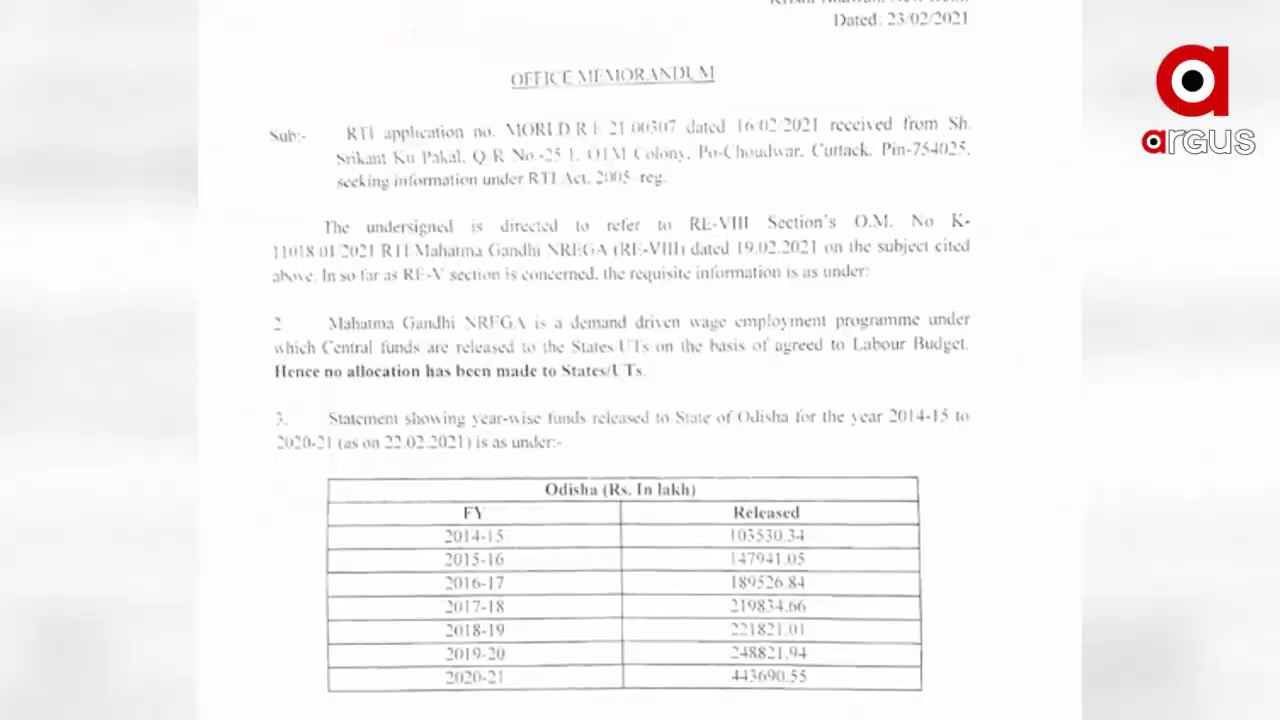 Dated: 23/02/2021
OFFICE MEMORANDUM
Sub:- RTI application no. MORLD R E 21 00307 dated 16/02/2021 received from Sh.
Srikant Ku Pakal, Q R No.-25 1, OTM Colony, Po-Choudwar, Cuttack, Pin-754025,
seeking information under RTI Act, 2005 reg.
The undersigned is directed to refer to RE-VIII Section's O.M. No K-
11018/01/2021 RTI Mahatma Gandhi NREGA (RE-VIII) dated 19.02.2021 on the subject cited
above. In so far as RE-V section is concerned, the requisite information is as under:
2. Mahatma Gandhi NREGA is a demand driven wage employment programme under
which Central funds are released to the States/UTs on the basis of agreed to Labour Budget.
Hence no allocation has been made to States/UTs.
3. Statement showing year-wise funds released to State of Odisha for the year 2014-15 to
2020-21 (as on 22.02.2021) is as under:-
Odisha (Rs. In lakh)
FY Released
2014-15 103530.34
2015-16 147941.05
2016-17 189526.84
2017-18 219834.66
2018-19 221821.01
2019-20 248821.94
2020-21 443690.55
a
argus